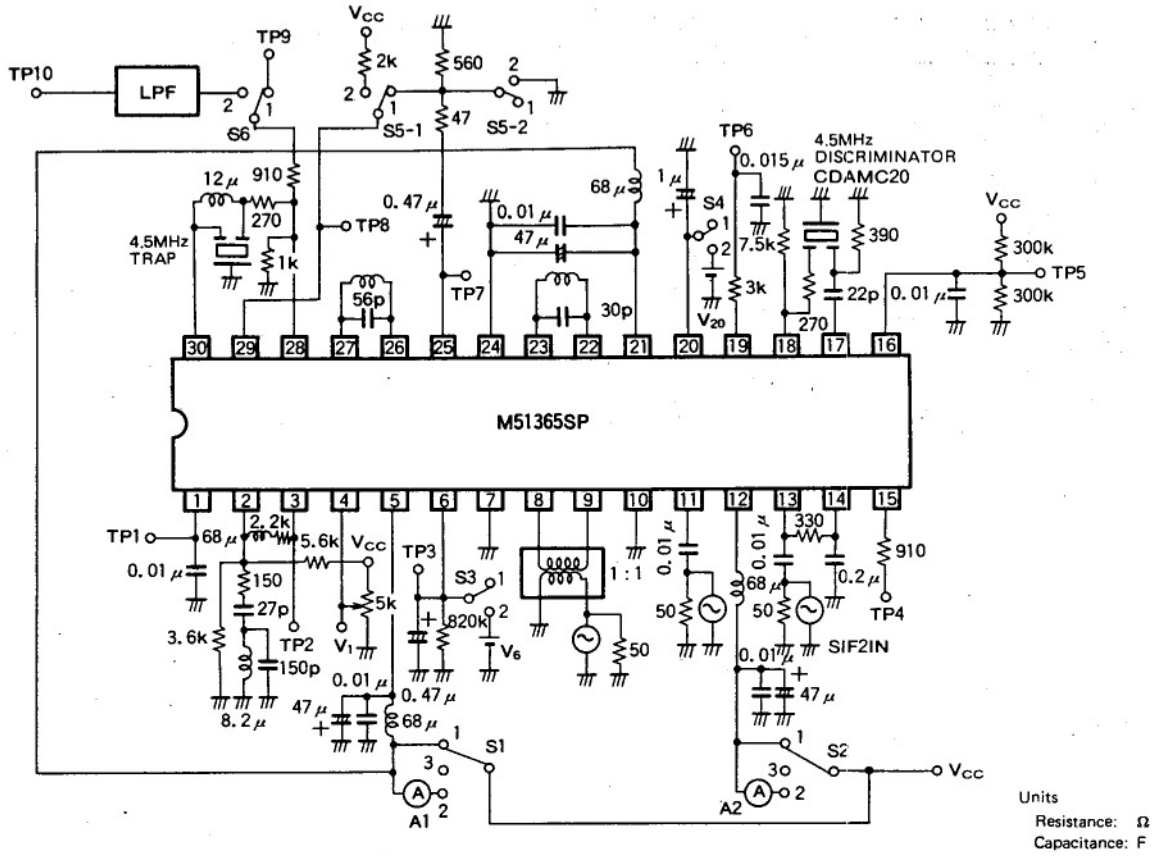 VCC
TP9
TP10
LPF
2
1
S6
2k
2
1
S5-1
560
47
2
1
S5-2
TP6
4.5MHz
DISCRIMINATOR
CDAMC20
910
12μ
270
4.5MHz
TRAP
1k
TP8
0.47μ
+
TP7
56p
0.01μ
47μ
68μ
30p
1μ
+
S4
1
2
V20
0.015μ
3k
7.5k
390
270
22p
0.01μ
VCC
300k
TP5
300k
30
29
28
27
26
25
24
23
22
21
20
19
18
17
16
M51365SP
1
2
3
4
5
6
7
8
9
10
11
12
13
14
15
TP1
0.01μ
68μ
2.2k
5.6k
VCC
150
27p
3.6k
TP2
150p
8.2μ
5k
V1
TP3
S3
1
2
820k
+
V6
0.47μ
1:1
50
0.01μ
50
68μ
0.01μ
330
0.2μ
50
SIF2IN
910
TP4
47μ
+
0.01μ
68μ
1
S1
3
A
2
A1
0.01μ
+
47μ
1
S2
3
A
2
A2
VCC
Units
Resistance: Ω
Capacitance: F